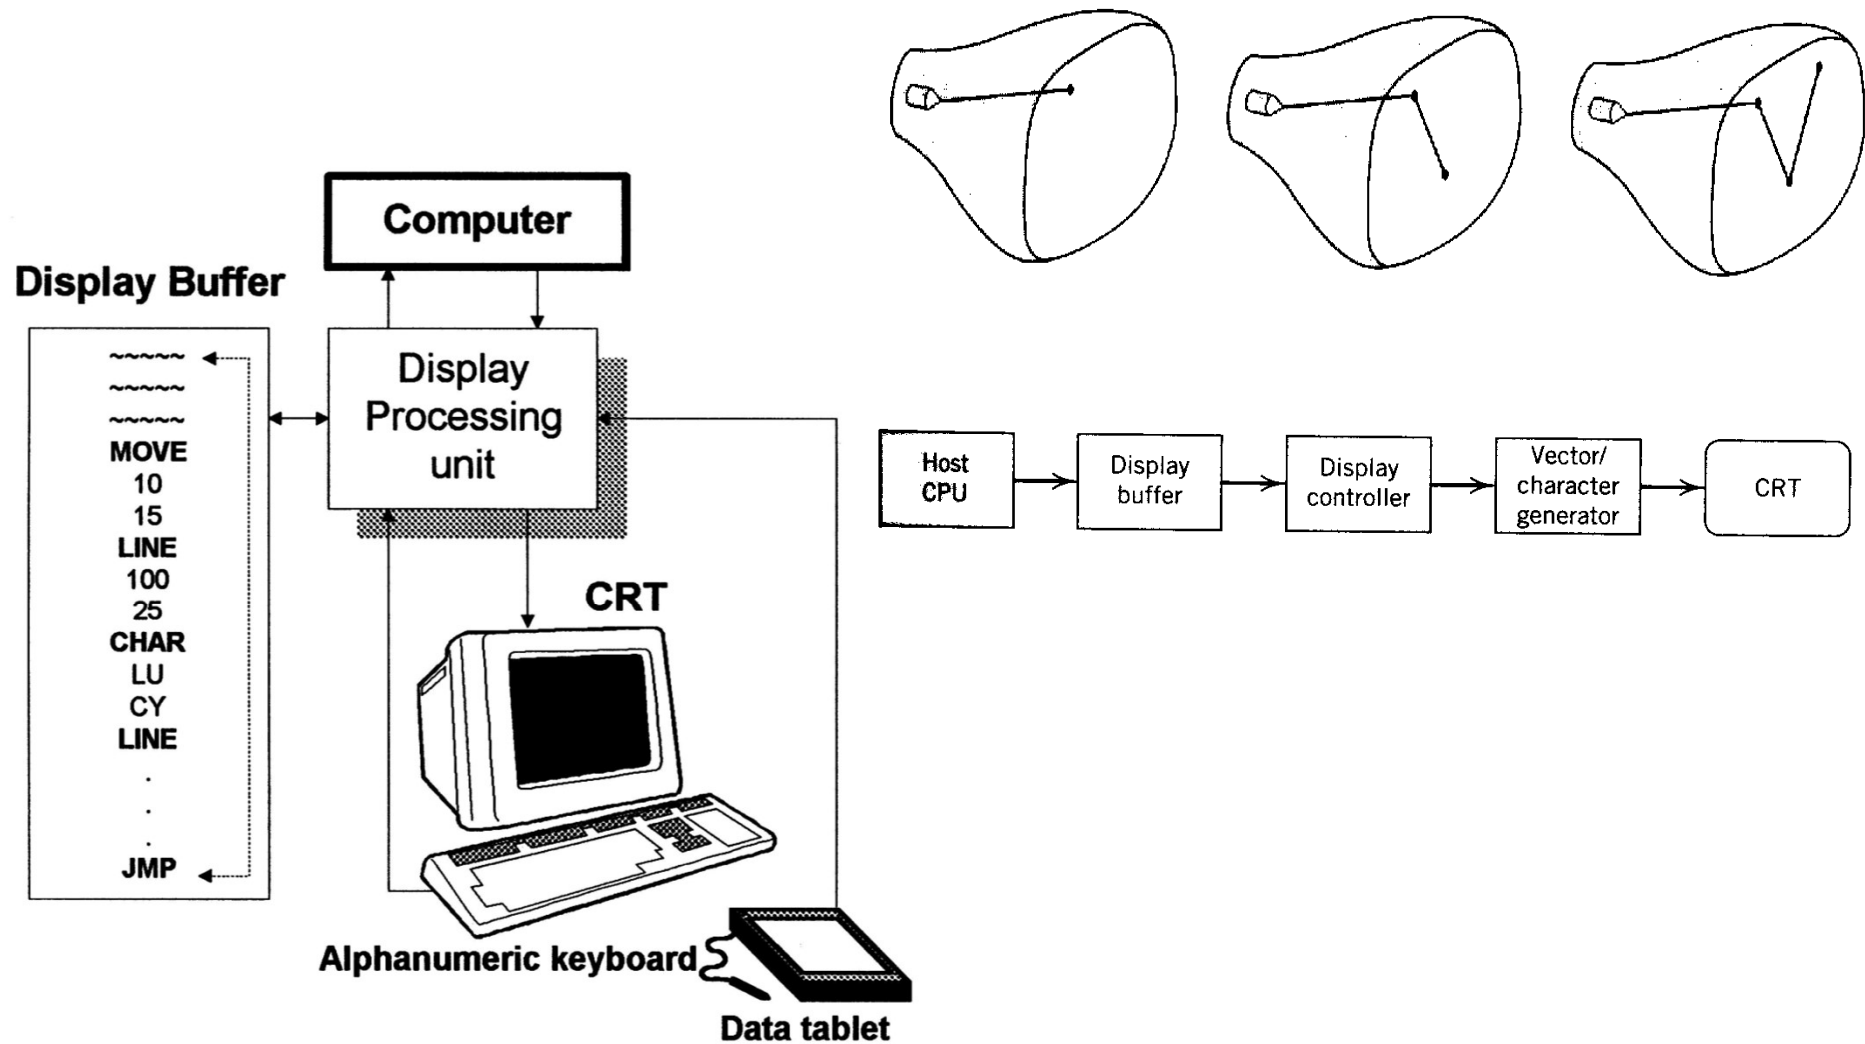 Computer
Display Buffer
~~~~~
~~~~~
~~~~~
MOVE
10
15
LINE
100
25
CHAR
LU
CY
LINE
.
.
.
JMP
Display
Processing
unit
CRT
Alphanumeric keyboard
Data tablet
Host
CPU
Display
buffer
Display
controller
Vector/
character
generator
CRT